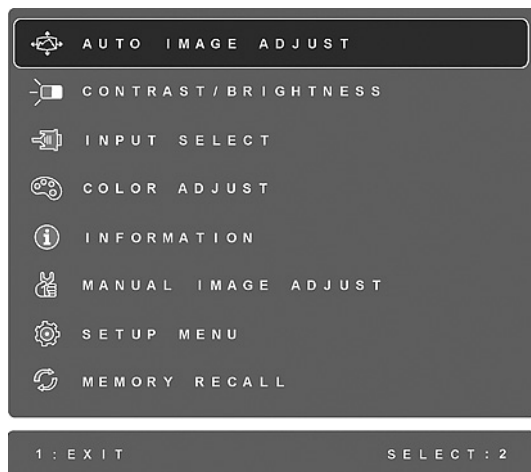 AUTO IMAGE ADJUST
CONTRAST/BRIGHTNESS
INPUT SELECT
COLOR ADJUST
INFORMATION
MANUAL IMAGE ADJUST
SETUP MENU
MEMORY RECALL
1:EXIT SELECT:2